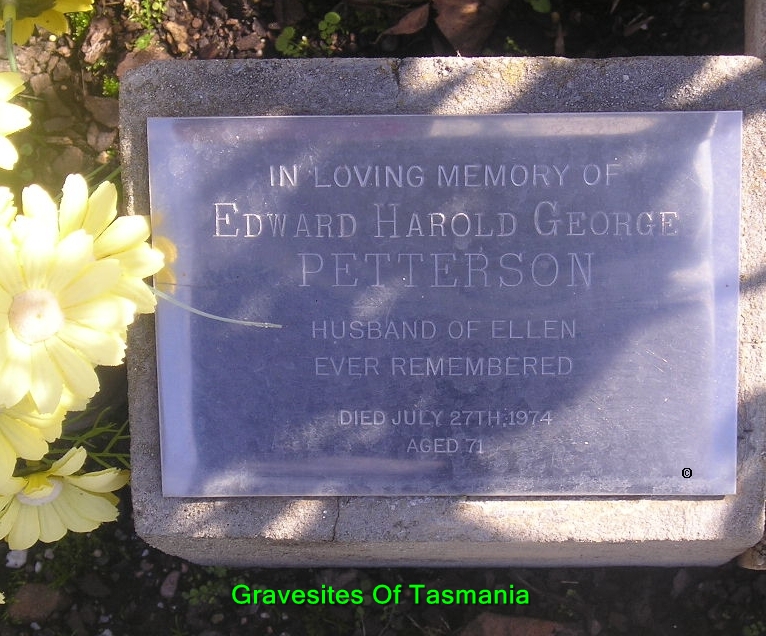 IN LOVING MEMORY OF
EDWARD HAROLD GEORGE
PETTERSON
HUSBAND OF ELLEN
EVER REMEMBERED
DIED JULY 27TH, 1974
AGED 71
©
Gravesites Of Tasmania